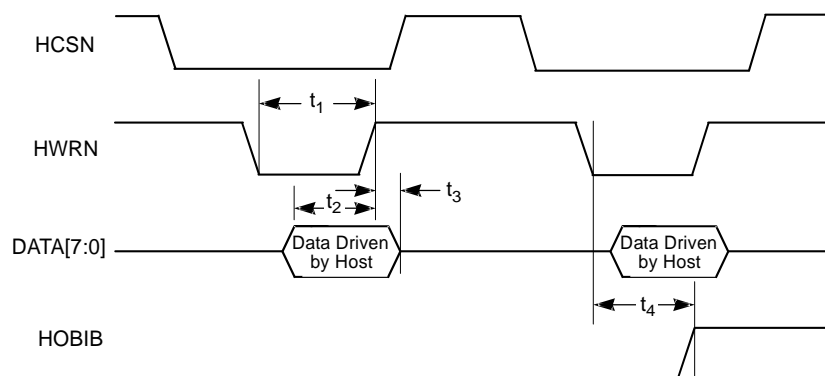 HCSN
t1
HWRN
t2
t3
DATA[7:0]
Data Driven
by Host
Data Driven
by Host
t4
HOBIB